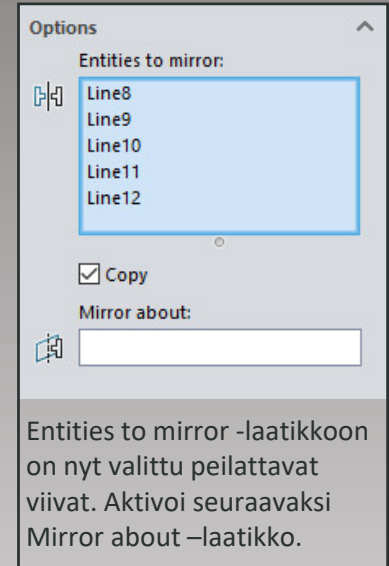 Options
Entities to mirror:
Line8
Line9
Line10
Line11
Line12
Copy
Mirror about:
Entities to mirror -laatikkoon
on nyt valittu peilattavat
viivat. Aktivoi seuraavaksi
Mirror about –laatikko.